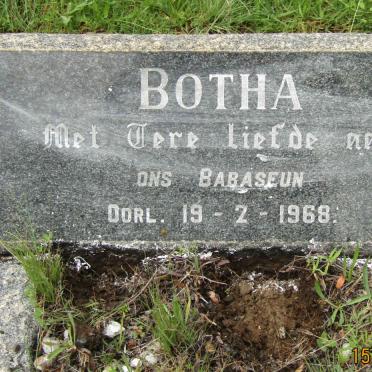 BOTHA
Met Tere liefde
ONS BABASEUN
OORL. 19-2-1968.